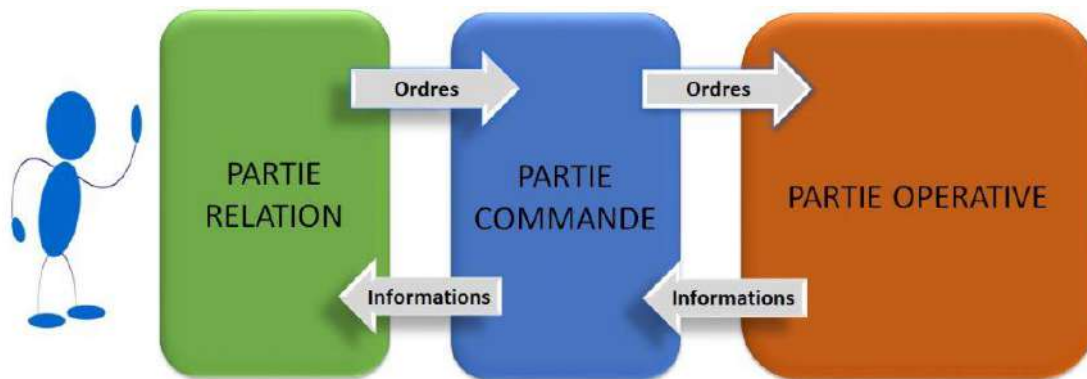 Ordres
Ordres
PARTIE
RELATION
PARTIE
COMMANDE
PARTIE OPERATIVE
Informations
Informations